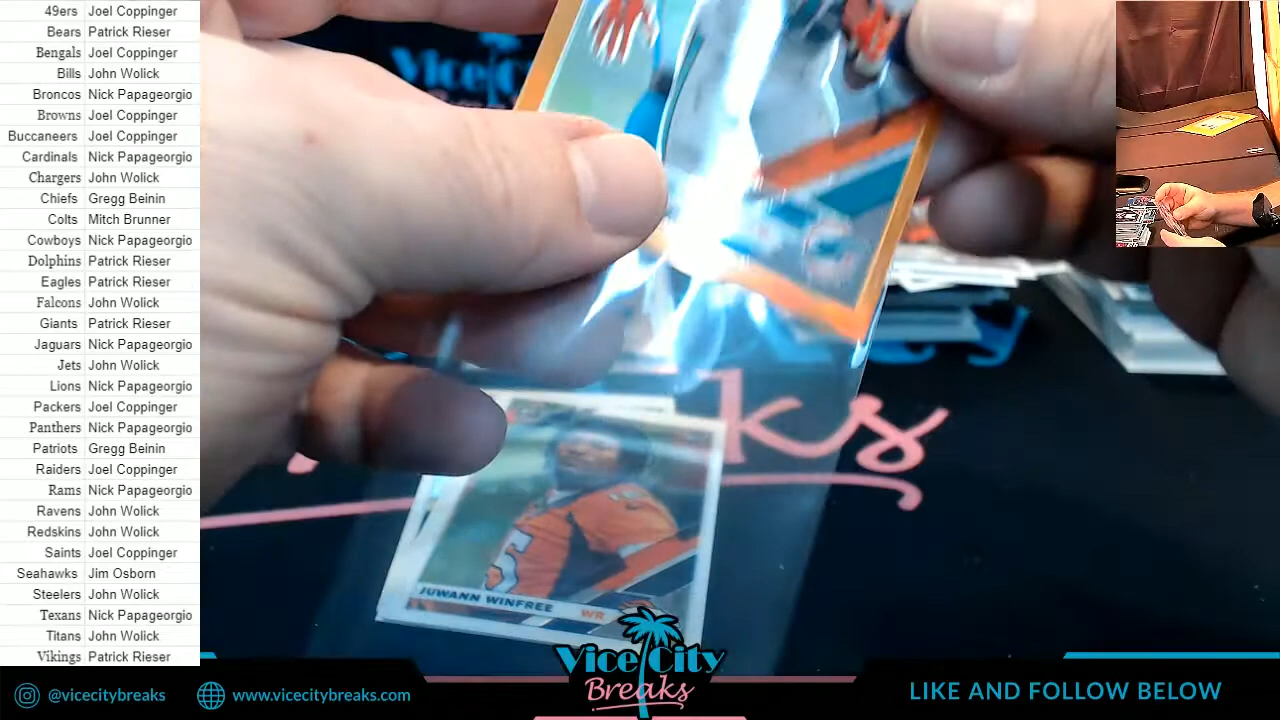 49ers Joel Coppinger
Bears Patrick Rieser
Bengals Joel Coppinger
Bills John Wolick
Broncos Nick Papageorgio
Browns Joel Coppinger
Buccaneers Joel Coppinger
Cardinals Nick Papageorgio
Chargers John Wolick
Chiefs Gregg Beinin
Colts Mitch Brunner
Cowboys Nick Papageorgio
Dolphins Patrick Rieser
Eagles Patrick Rieser
Falcons John Wolick
Giants Patrick Rieser
Jaguars Nick Papageorgio
Jets John Wolick
Lions Nick Papageorgio
Packers Joel Coppinger
Panthers Nick Papageorgio
Patriots Gregg Beinin
Raiders Joel Coppinger
Rams Nick Papageorgio
Ravens John Wolick
Redskins John Wolick
Saints Joel Coppinger
Seahawks Jim Osborn
Steelers John Wolick
Texans Nick Papageorgio
Titans John Wolick
Vikings Patrick Rieser
Vice City
ks
5
JUWANN WINFREE WR
Vice City
Breaks
@vicecitybreaks
www.vicecitybreaks.com
LIKE AND FOLLOW BELOW